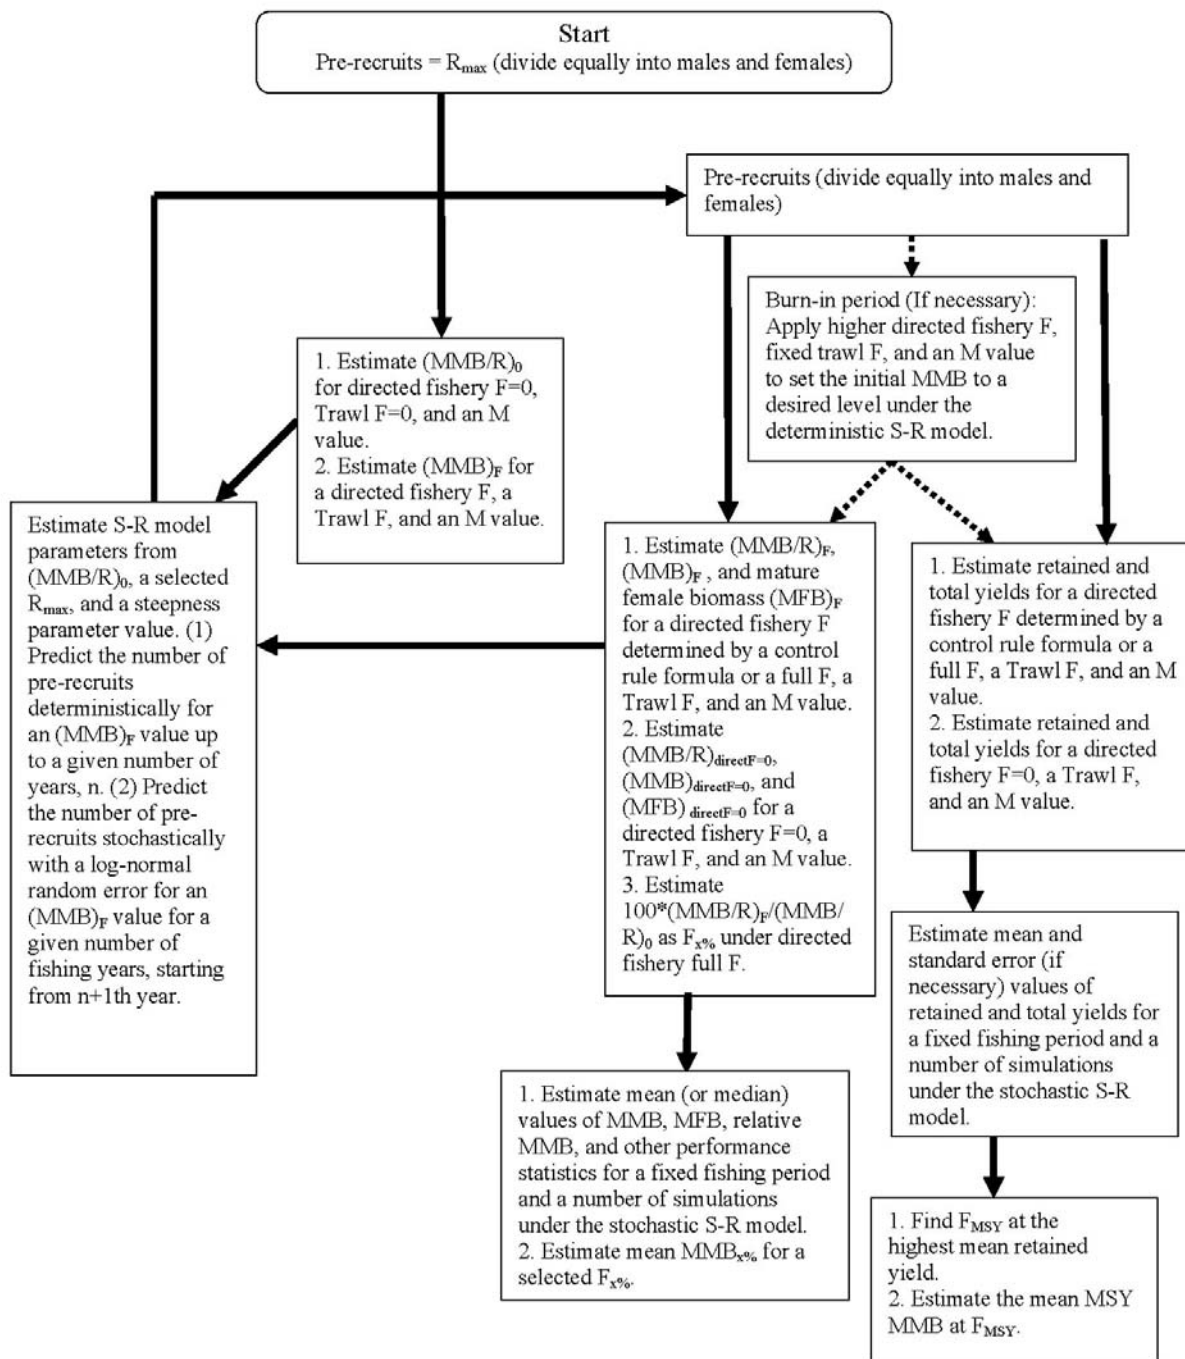 Start
Pre-recruits = Rmax (divide equally into males and females)
Pre-recruits (divide equally into males and
females)
Burn-in period (If necessary):
Apply higher directed fishery F,
fixed trawl F, and an M value
to set the initial MMB to a
desired level under the
deterministic S-R model.
1. Estimate (MMB/R)0
for directed fishery F=0,
Trawl F=0, and an M
value.
2. Estimate (MMB)F for
a directed fishery F, a
Trawl F, and an M value.
Estimate S-R model
parameters from
(MMB/R)0, a selected
Rmax, and a steepness
parameter value. (1)
Predict the number of
pre-recruits
deterministically for
an (MMB)F value up
to a given number of
years, n. (2) Predict
the number of pre-
recruits stochastically
with a log-normal
random error for an
(MMB)F value for a
given number of
fishing years, starting
from n+1th year.
1. Estimate (MMB/R)F,
(MMB)F , and mature
female biomass (MFB)F
for a directed fishery F
determined by a control
rule formula or a full F, a
Trawl F, and an M value.
2. Estimate
(MMB/R)directF=0,
(MMB)directF=0, and
(MFB) directF=0 for a
directed fishery F=0, a
Trawl F, and an M value.
3. Estimate
100*(MMB/R)F/(MMB/
R)0 as Fx% under directed
fishery full F.
1. Estimate retained and
total yields for a directed
fishery F determined by a
control rule formula or a
full F, a Trawl F, and an M
value.
2. Estimate retained and
total yields for a directed
fishery F=0, a Trawl F,
and an M value.
Estimate mean and
standard error (if
necessary) values of
retained and total yields for
a fixed fishing period and a
number of simulations
under the stochastic S-R
model.
1. Estimate mean (or median)
values of MMB, MFB, relative
MMB, and other performance
statistics for a fixed fishing period
and a number of simulations
under the stochastic S-R model.
2. Estimate mean MMBx% for a
selected Fx%.
1. Find FMSY at the
highest mean retained
yield.
2. Estimate the mean MSY
MMB at FMSY.